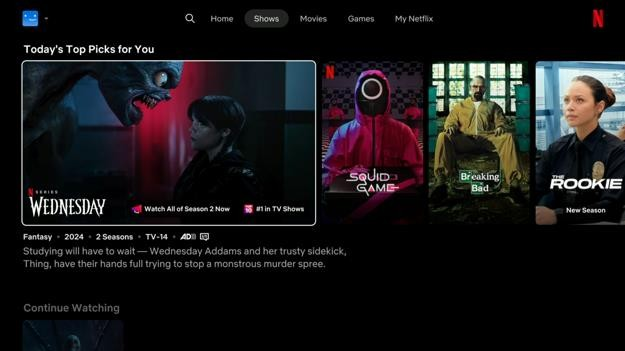 Home Shows Movies Games My Netflix N
Today's Top Picks for You
N SERIES
WEDNESDAY
Watch All of Season 2 Now
TOP 10 #1 in TV Shows
N
SQUID GAME
Breaking Bad
THE ROOKIE
New Season
Fantasy • 2024 • 2 Seasons • TV-14 • AD
Studying will have to wait — Wednesday Addams and her trusty sidekick,
Thing, have their hands full trying to stop a monstrous murder spree.
Continue Watching